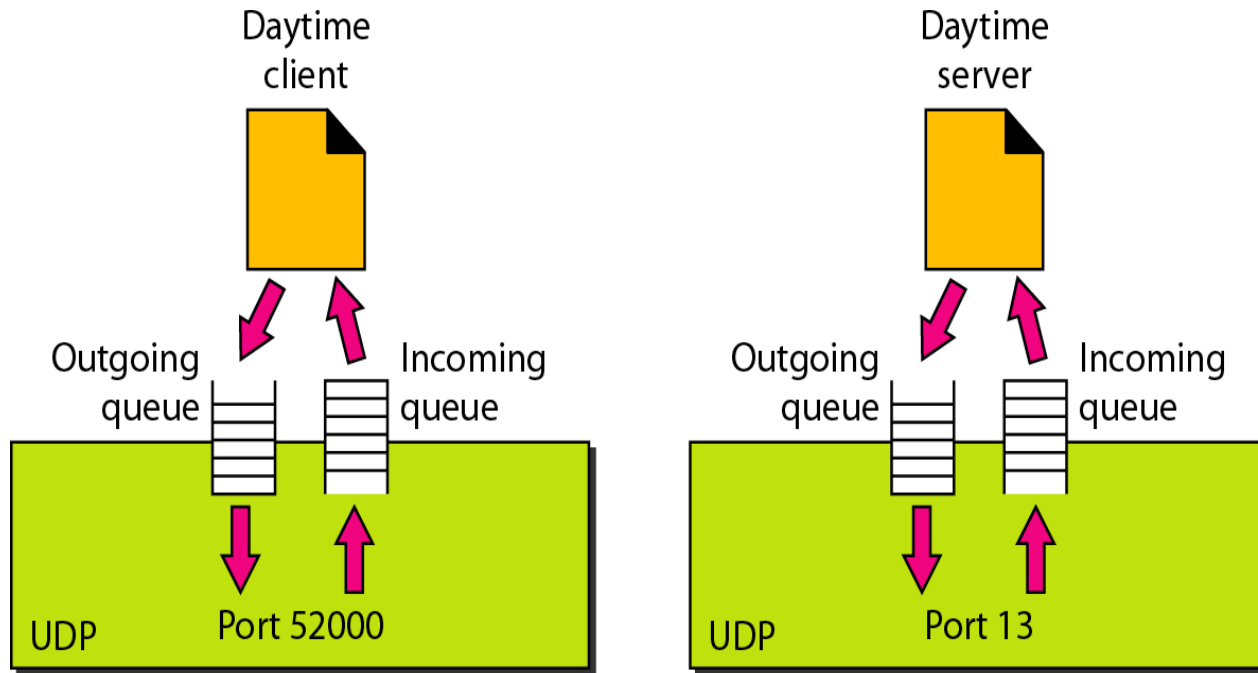 Daytime
client
Outgoing
queue
Incoming
queue
UDP
Port 52000
Daytime
server
Outgoing
queue
Incoming
queue
UDP
Port 13